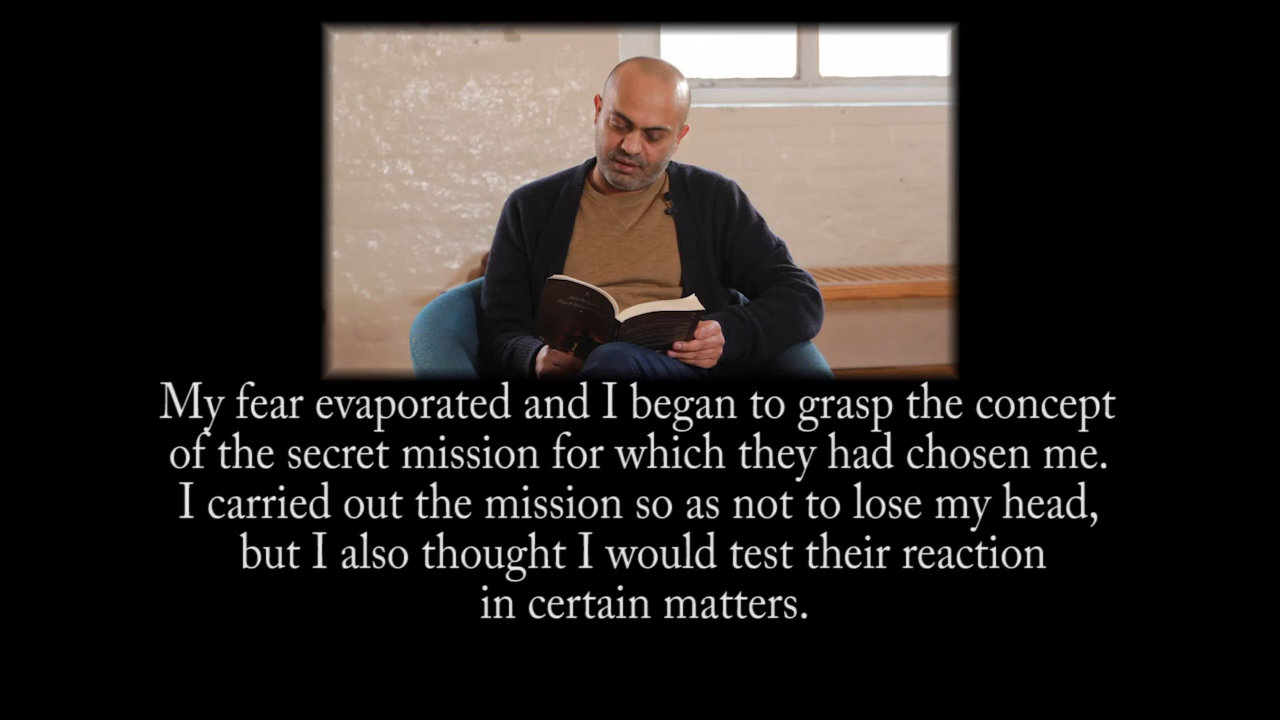 My fear evaporated and I began to grasp the concept
of the secret mission for which they had chosen me.
I carried out the mission so as not to lose my head,
but I also thought I would test their reaction
in certain matters.